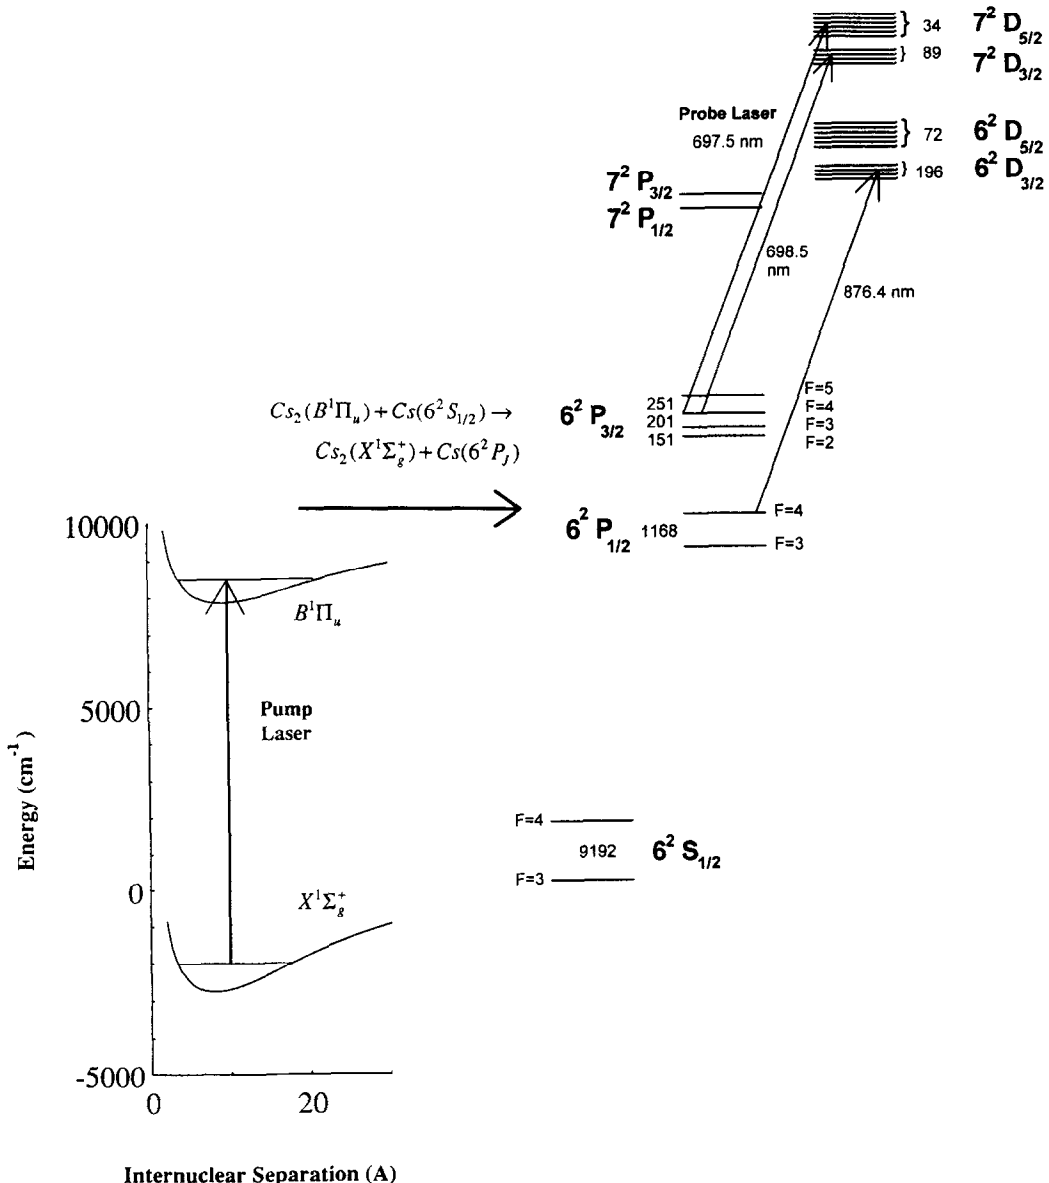 34 7² D₅/₂
89 7² D₃/₂
Probe Laser
697.5 nm
72 6² D₅/₂
196 6² D₃/₂
7² P₃/₂
7² P₁/₂
698.5
nm
876.4 nm
Cs₂(B¹Πᵤ)+Cs(6²S₁/₂)→
Cs₂(X¹Σg⁺)+Cs(6²P_J)
6² P₃/₂
251
201
151
F=5
F=4
F=3
F=2
6² P₁/₂ 1168
F=4
F=3
10000
5000
0
-5000
Energy (cm⁻¹)
B¹Πᵤ
Pump
Laser
X¹Σg⁺
F=4
9192 6² S₁/₂
F=3
0 20
Internuclear Separation (A)